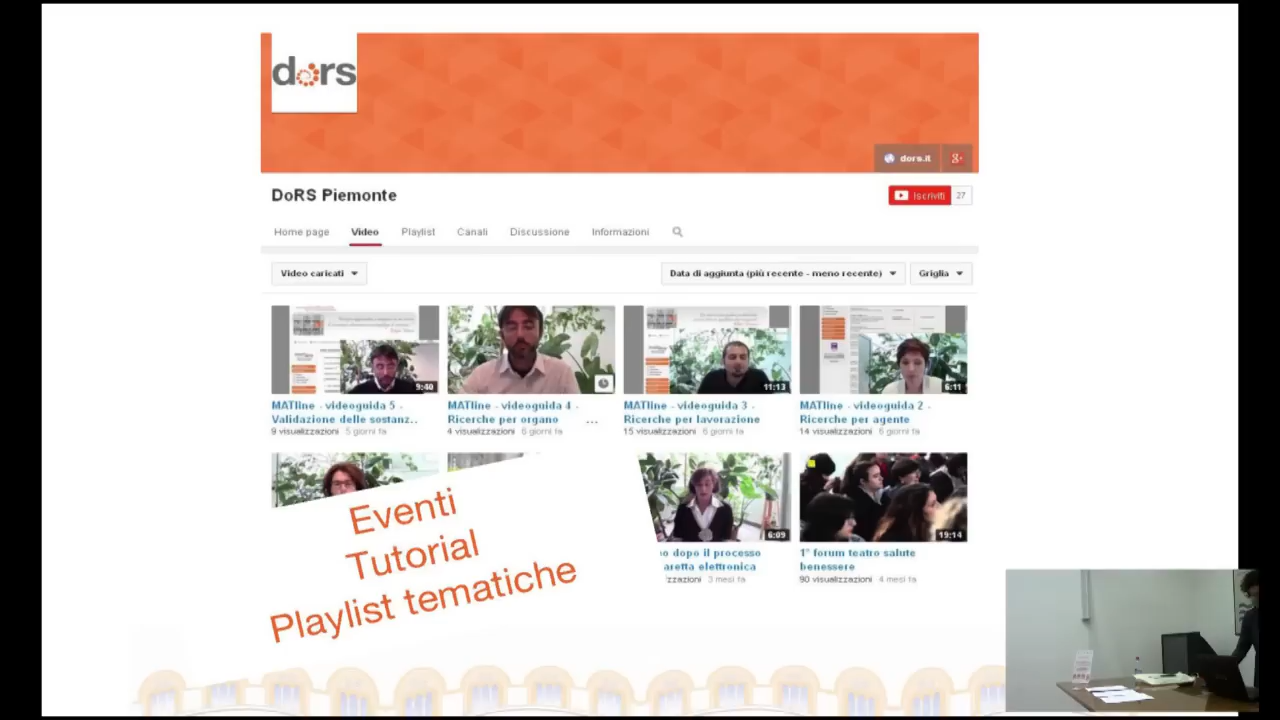 dors
dors.it
DoRS Piemonte
Iscriviti 27
Home page Video Playlist Canali Discussione Informazioni
Video caricati Data di aggiunta (più recente - meno recente) Griglia
9:40 11:13 6:11
MATline - videoguida 5 - MATline - videoguida 4 - MATline - videoguida 3 - MATline - videoguida 2 -
Validazione delle sostanz... Ricerche per organo ... Ricerche per lavorazione Ricerche per agente
9 visualizzazioni 5 giorni fa 4 visualizzazioni 6 giorni fa 15 visualizzazioni 6 giorni fa 14 visualizzazioni 6 giorni fa
6:09 19:14
Eventi
Tutorial
Playlist tematiche
o dopo il processo 1° forum teatro salute
aretta elettronica benessere
zzazioni 3 mesi fa 90 visualizzazioni 4 mesi fa